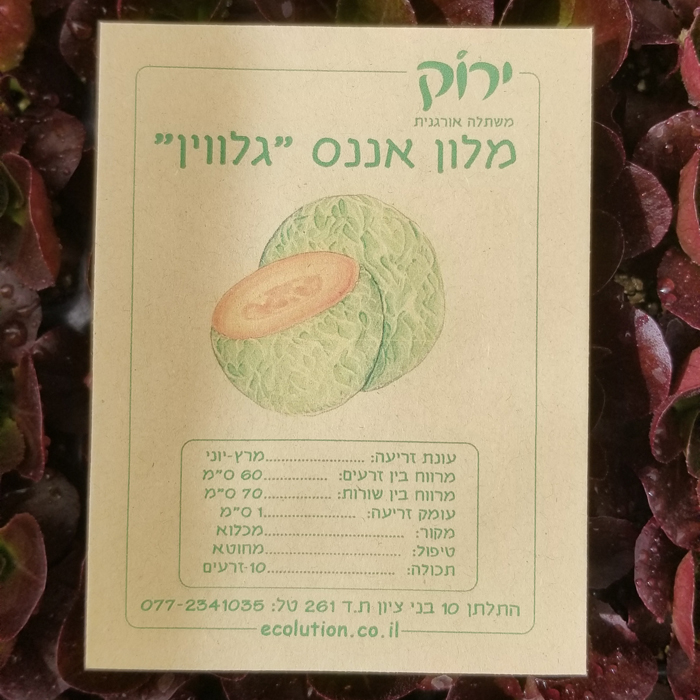 ירוֹק
משתלה אורגנית
מלון אננס "גלווין"
עונת זריעה: ........................ מרץ-יוני
מרווח בין זרעים: ............... 60 ס"מ
מרווח בין שורות: ................ 70 ס"מ
עומק זריעה: ...................... 1 ס"מ
מקור: ................................. מכלוא
טיפול: ................................. מחוטא
תכולה: ............................. 10-זרעים
התלתן 10 בני ציון ת.ד 261 טל: 077-2341035
ecolution.co.il